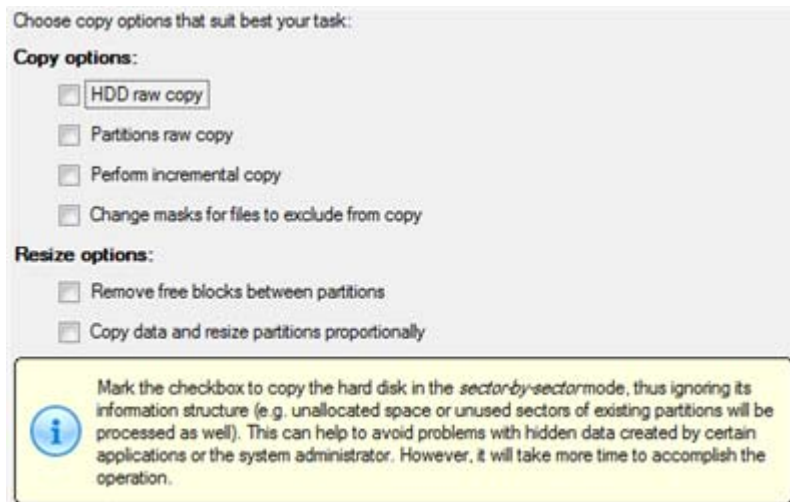 Choose copy options that suit best your task:
Copy options:
HDD raw copy
Partitions raw copy
Perform incremental copy
Change masks for files to exclude from copy
Resize options:
Remove free blocks between partitions
Copy data and resize partitions proportionally
Mark the checkbox to copy the hard disk in the sector-by-sectormode, thus ignoring its
information structure (e.g. unallocated space or unused sectors of existing partitions will be
processed as well). This can help to avoid problems with hidden data created by certain
applications or the system administrator. However, it will take more time to accomplish the
operation.